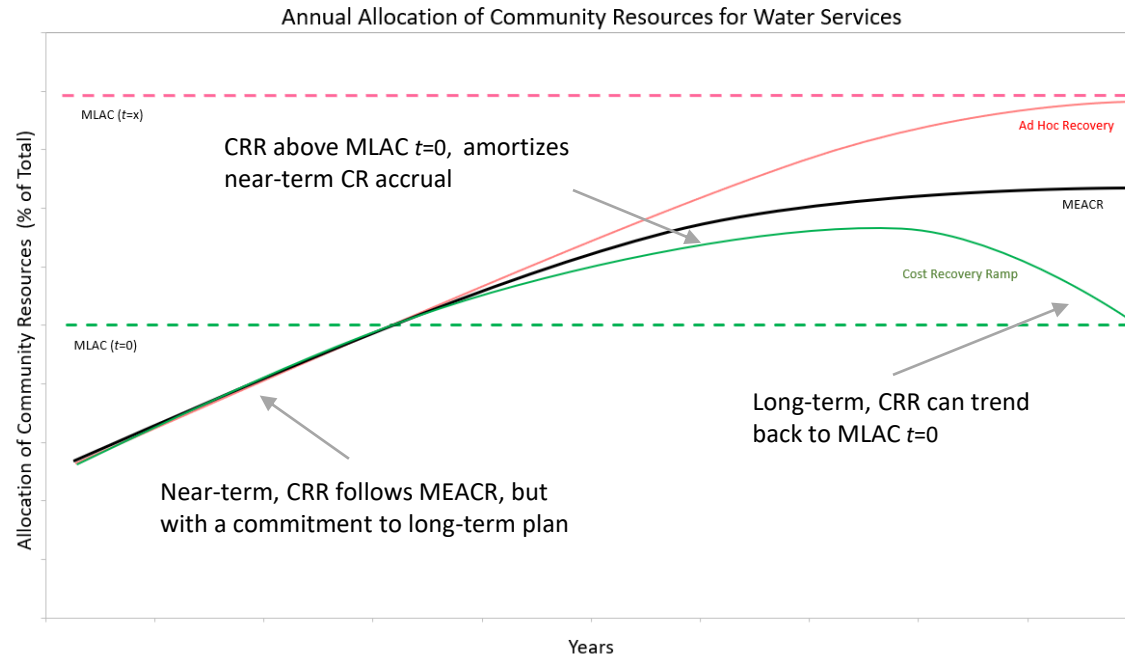 Annual Allocation of Community Resources for Water Services
MLAC (t=x)
Ad Hoc Recovery
CRR above MLAC t=0, amortizes
near-term CR accrual
MEACR
Cost Recovery Ramp
MLAC (t=0)
Long-term, CRR can trend
back to MLAC t=0
Near-term, CRR follows MEACR, but
with a commitment to long-term plan
Allocation of Community Resources (% of Total)
Years